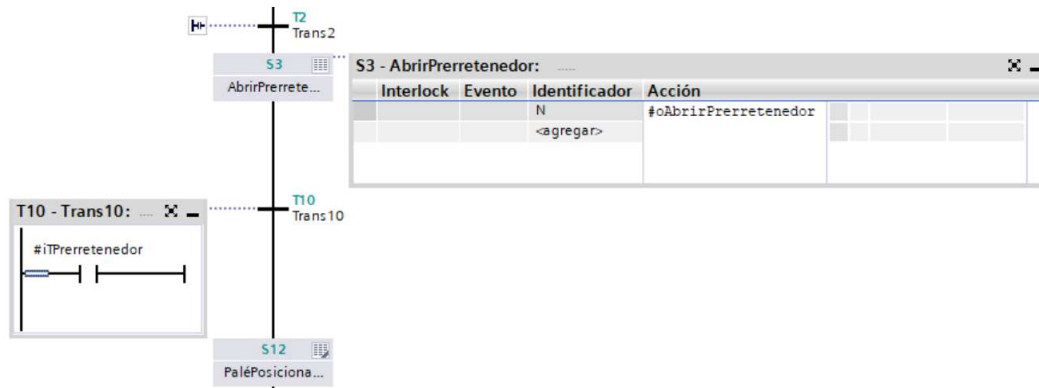 T2
Trans2
S3
AbrirPrerrete...
S3 - AbrirPrerretenedor: .....
Interlock Evento Identificador Acción
N #oAbrirPrerretenedor
<agregar>
T10
Trans10
T10 - Trans10: ....
#iTPrerretenedor
S12
PaléPosiciona...